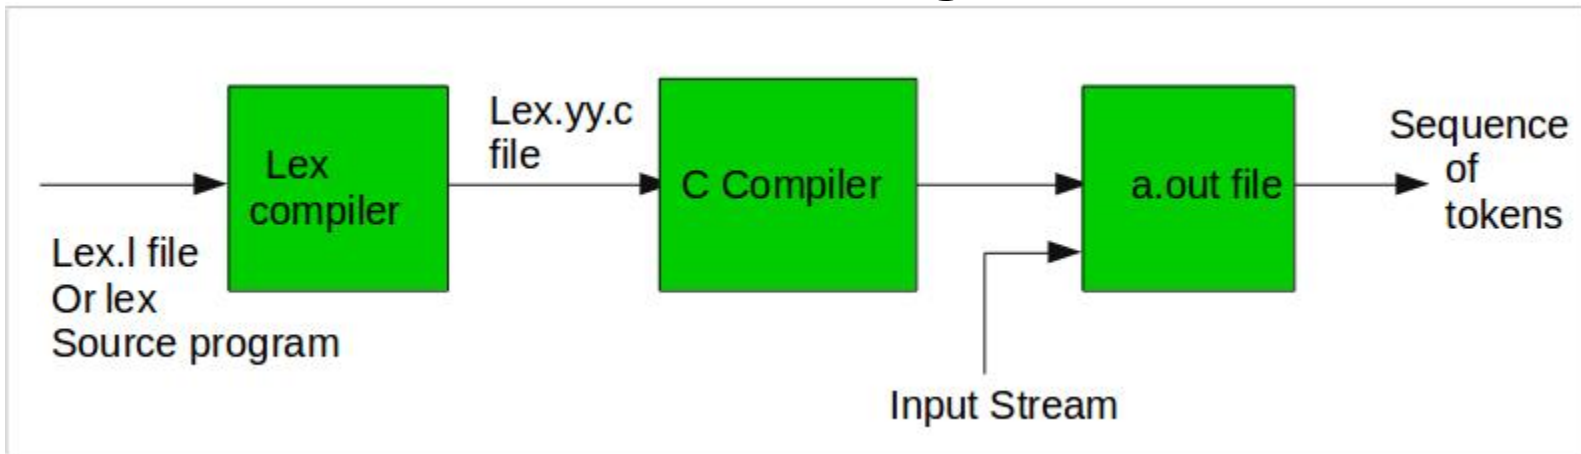 Lex.l file
Or lex
Source program
Lex
compiler
Lex.yy.c
file
C Compiler
Input Stream
a.out file
Sequence
of
tokens